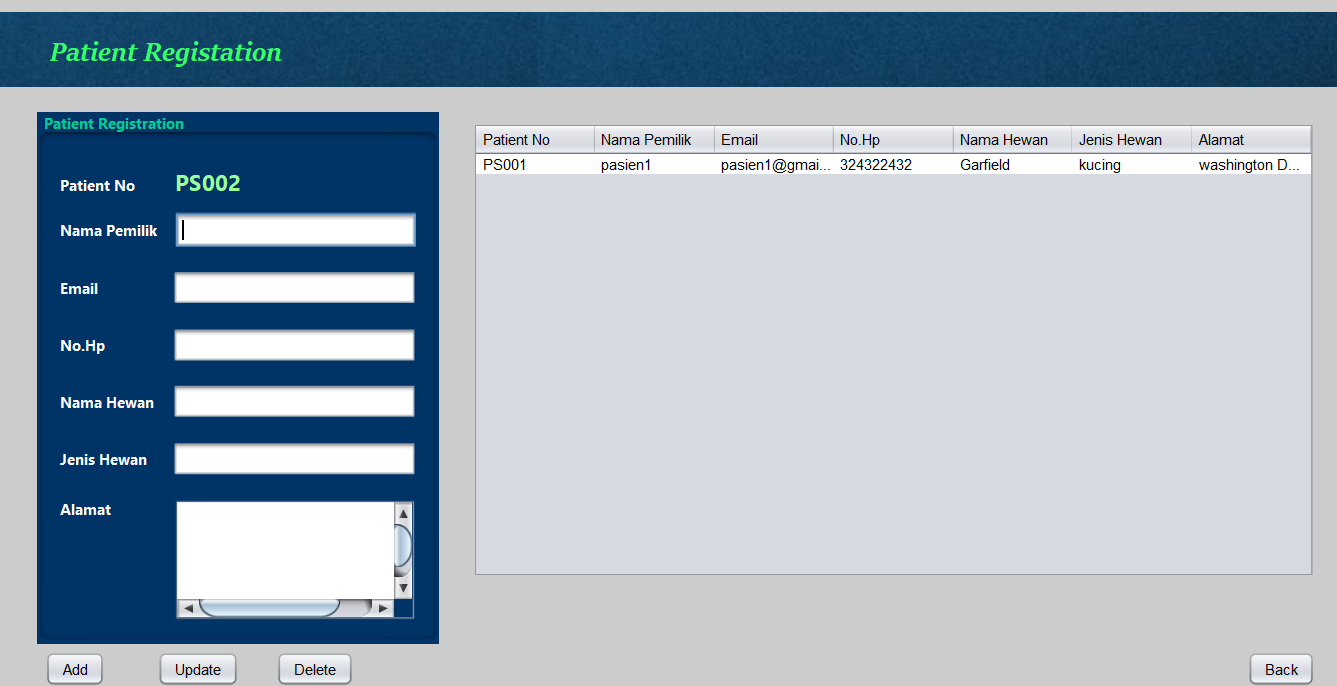 Patient Registation
Patient Registration
Patient No PS002
Nama Pemilik
Email
No.Hp
Nama Hewan
Jenis Hewan
Alamat
Add Update Delete
Patient No Nama Pemilik Email No.Hp Nama Hewan Jenis Hewan Alamat
PS001 pasien1 pasien1@gmai... 324322432 Garfield kucing washington D...
Back